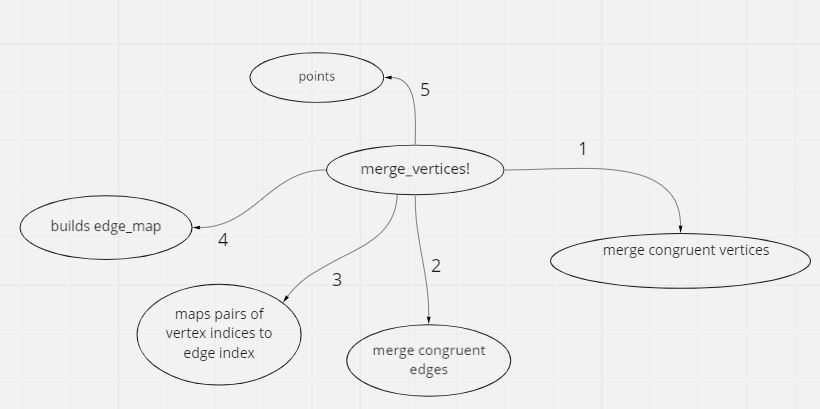 points
5
1
merge_vertices!
builds edge_map
4
merge congruent vertices
2
3
maps pairs of
vertex indices to
edge index
merge congruent
edges